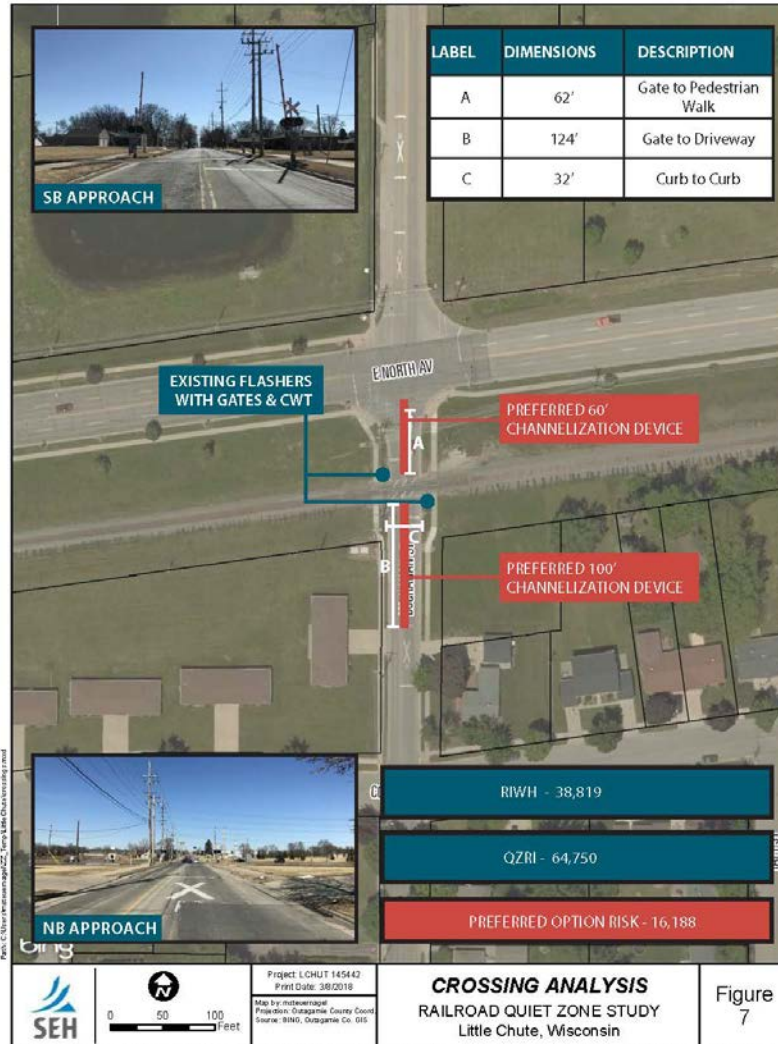 SB APPROACH
LABEL DIMENSIONS DESCRIPTION
A 62' Gate to Pedestrian
Walk
B 124' Gate to Driveway
C 32' Curb to Curb
E NORTH AV
EXISTING FLASHERS
WITH GATES & CWT
PREFERRED 60'
CHANNELIZATION DEVICE
A
C
B
PREFERRED 100'
CHANNELIZATION DEVICE
NB APPROACH
RIWH - 38,819
QZRI - 64,750
PREFERRED OPTION RISK - 16,188
bing
SEH
N
0 50 100
Feet
Project: LCHUT 145442
Print Date: 3/8/2018
Map by: msteuernagel
Projection: Outagamie County Coord.
Source: BING, Outagamie Co. GIS
CROSSING ANALYSIS
RAILROAD QUIET ZONE STUDY
Little Chute, Wisconsin
Figure
7